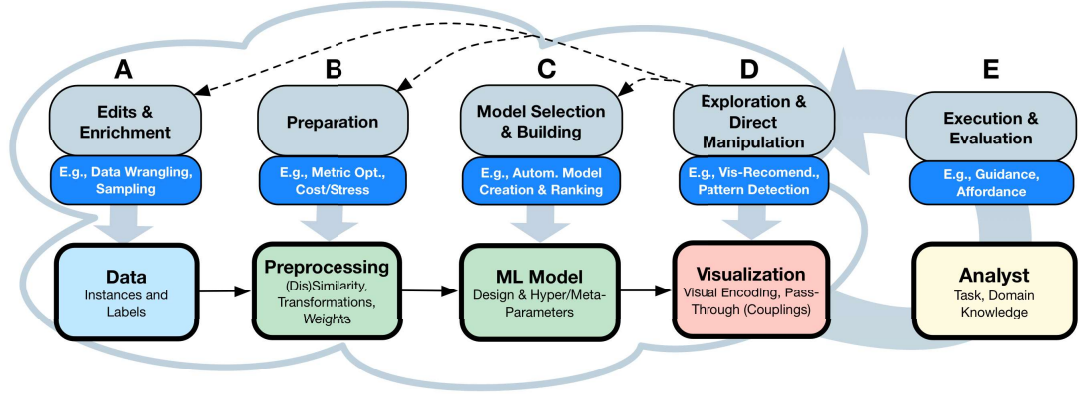 A
B
C
D
E
Edits &
Enrichment
Preparation
Model Selection
& Building
Exploration &
Direct
Manipulation
Execution &
Evaluation
E.g., Data Wrangling,
Sampling
E.g., Metric Opt.,
Cost/Stress
E.g., Autom. Model
Creation & Ranking
E.g., Vis-Recomend.,
Pattern Detection
E.g., Guidance,
Affordance
Data
Instances and
Labels
Preprocessing
(Dis)Similarity,
Transformations,
Weights
ML Model
Design & Hyper/Meta-
Parameters
Visualization
Visual Encoding, Pass-
Through (Couplings)
Analyst
Task, Domain
Knowledge